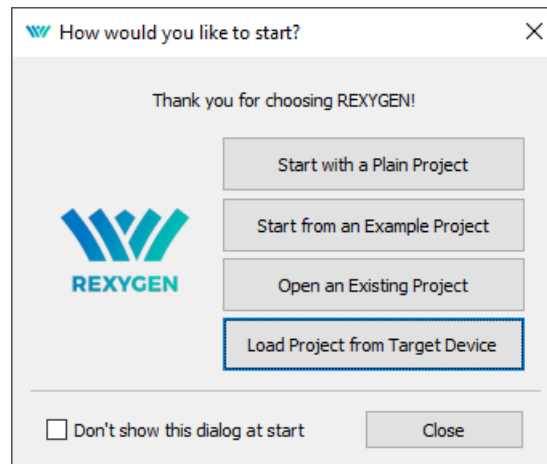 How would you like to start?
Thank you for choosing REXYGEN!
Start with a Plain Project
Start from an Example Project
REXYGEN
Open an Existing Project
Load Project from Target Device
Don't show this dialog at start
Close